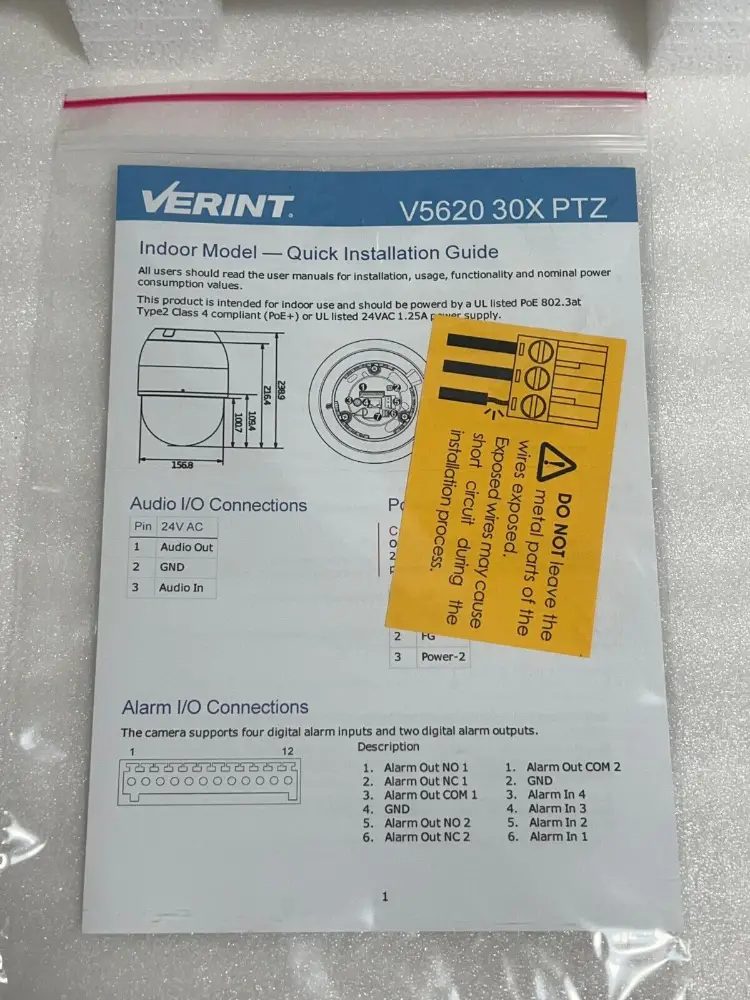 VERINT.
V5620 30X PTZ
Indoor Model — Quick Installation Guide
All users should read the user manuals for installation, usage, functionality and nominal power
consumption values.
This product is intended for indoor use and should be powerd by a UL listed PoE 802.3at
Type2 Class 4 compliant (PoE+) or UL listed 24VAC 1.25A power supply.
100.7
109.4
216.4
238.9
156.8
DO NOT leave the
metal parts of the
wires exposed.
Exposed wires may cause
short circuit during the
installation process.
Audio I/O Connections
Pin 24V AC
1 Audio Out
2 GND
3 Audio In
2 FG
3 Power-2
Alarm I/O Connections
The camera supports four digital alarm inputs and two digital alarm outputs.
1 12
Description
1. Alarm Out NO 1
2. Alarm Out NC 1
3. Alarm Out COM 1
4. GND
5. Alarm Out NO 2
6. Alarm Out NC 2
1. Alarm Out COM 2
2. GND
3. Alarm In 4
4. Alarm In 3
5. Alarm In 2
6. Alarm In 1
1